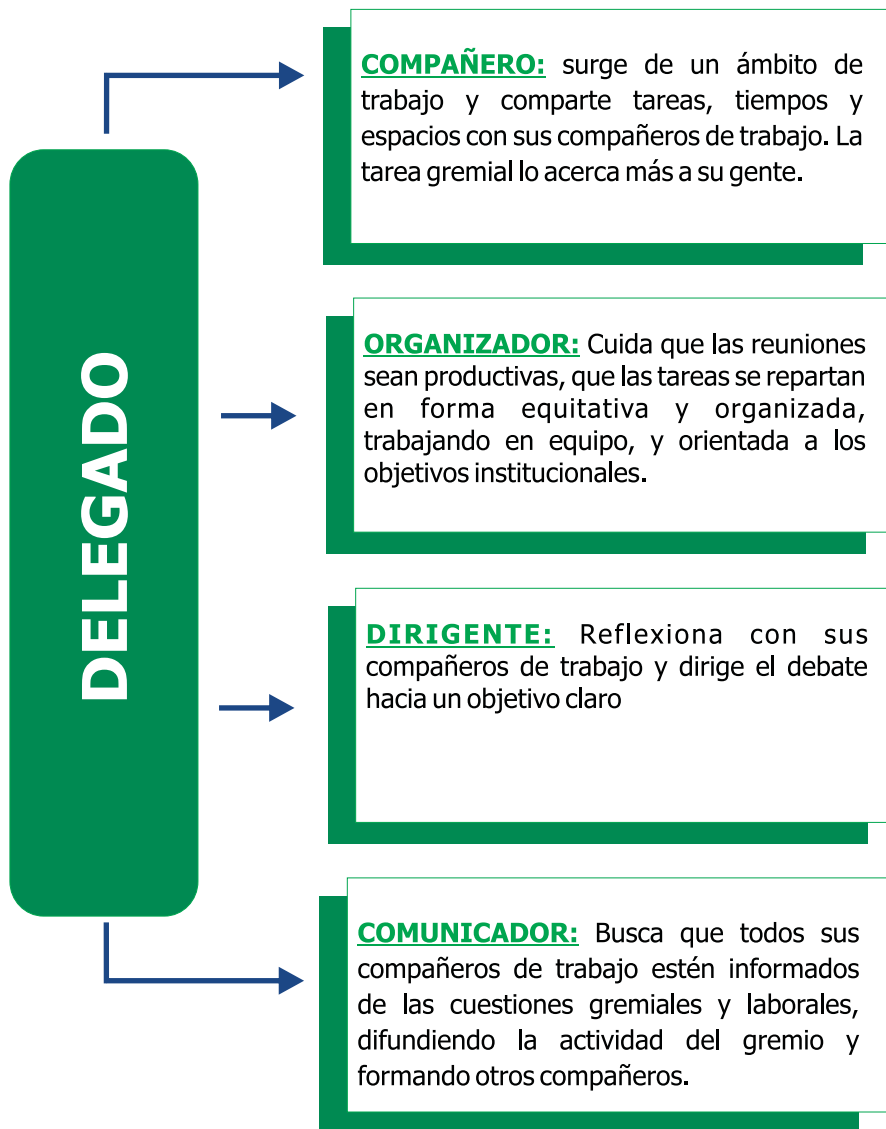 DELEGADO
COMPAÑERO: surge de un ámbito de
trabajo y comparte tareas, tiempos y
espacios con sus compañeros de trabajo. La
tarea gremial lo acerca más a su gente.
ORGANIZADOR: Cuida que las reuniones
sean productivas, que las tareas se repartan
en forma equitativa y organizada,
trabajando en equipo, y orientada a los
objetivos institucionales.
DIRIGENTE: Reflexiona con sus
compañeros de trabajo y dirige el debate
hacia un objetivo claro
COMUNICADOR: Busca que todos sus
compañeros de trabajo estén informados
de las cuestiones gremiales y laborales,
difundiendo la actividad del gremio y
formando otros compañeros.